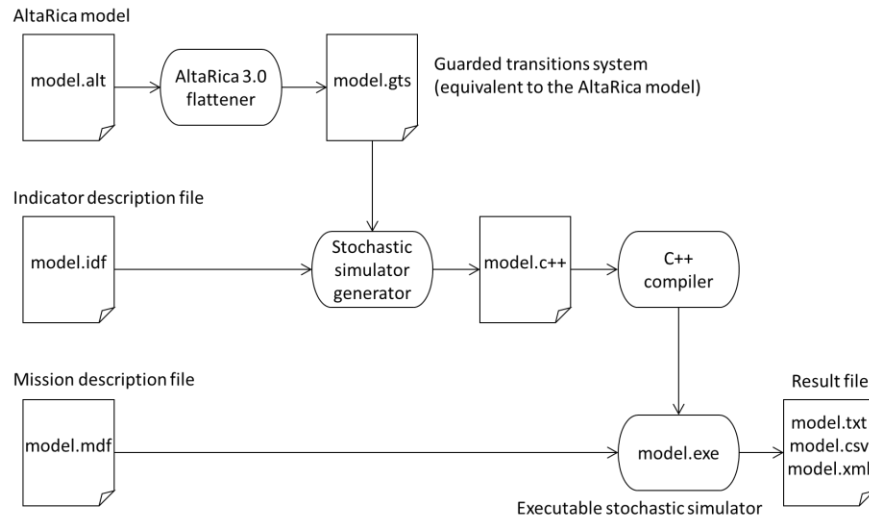 AltaRica model
model.alt
AltaRica 3.0
flattener
model.gts
Guarded transitions system
(equivalent to the AltaRica model)
Indicator description file
model.idf
Stochastic
simulator
generator
model.c++
C++
compiler
Mission description file
Result file
model.mdf
model.exe
model.txt
model.csv
model.xml
Executable stochastic simulator